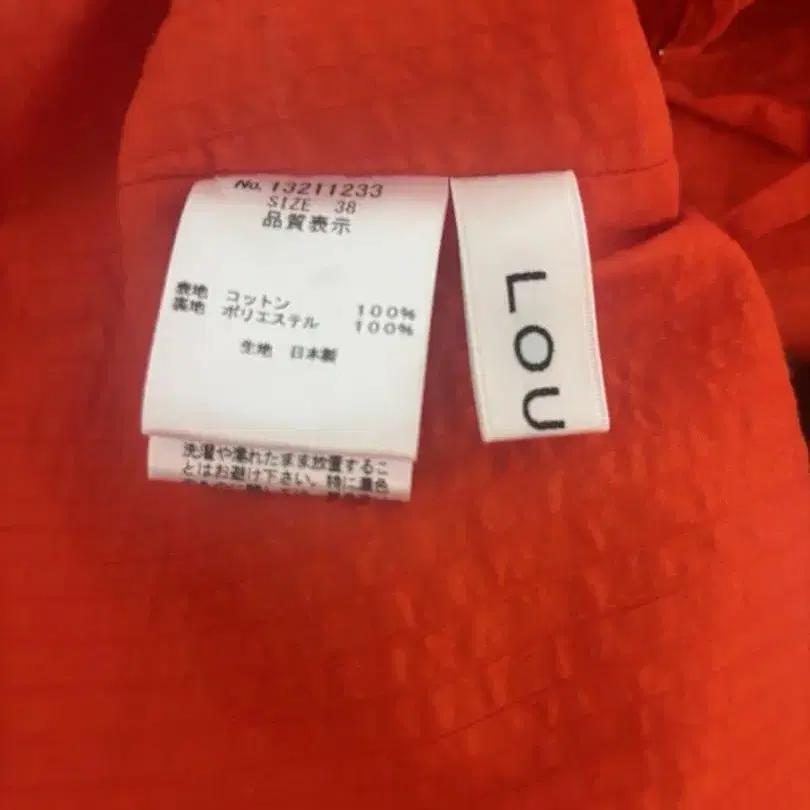 No. 13211233
SIZE 38
品質表示
表地 コットン 100%
裏地 ポリエステル 100%
生地 日本製
洗濯や濡れたまま放置するこ
とはお避け下さい。特に濃色
LOU